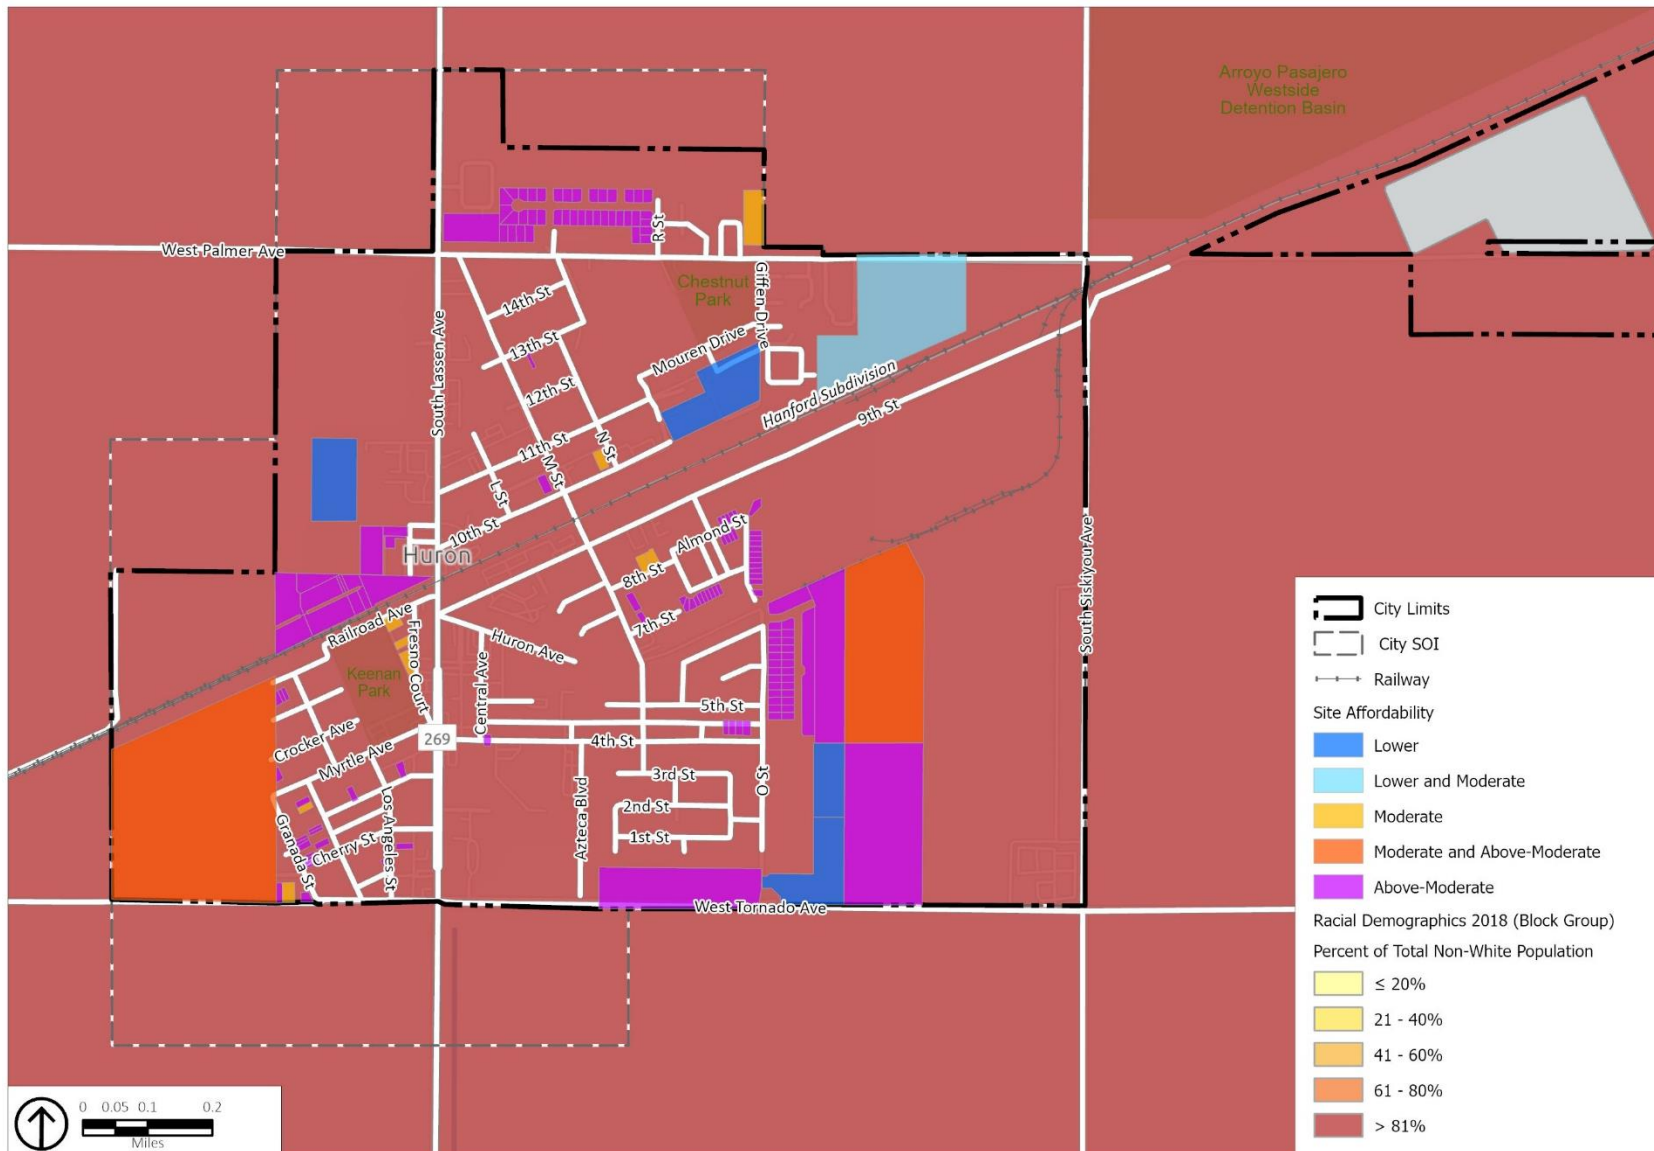 Arroyo Pasajero
Westside
Detention Basin
West Palmer Ave
R St
Chestnut
Park
Giffen Drive
14th St
13th St
12th St
11th St
10th St
Mouren Drive
Hanford Subdivision
9th St
South Lassen Ave
N St
M St
L St
Huron
Almond St
8th St
7th St
Railroad Ave
Fresno Court
Huron Ave
Keenan
Park
Central Ave
5th St
269
4th St
Crocker Ave
Myrtle Ave
3rd St
2nd St
1st St
O St
Azteca Blvd
Los Angeles St
Cherry St
Granada St
West Tornado Ave
South Siskiyou Ave
City Limits
City SOI
Railway
Site Affordability
Lower
Lower and Moderate
Moderate
Moderate and Above-Moderate
Above-Moderate
Racial Demographics 2018 (Block Group)
Percent of Total Non-White Population
≤ 20%
21 - 40%
41 - 60%
61 - 80%
> 81%
0 0.05 0.1 0.2
Miles